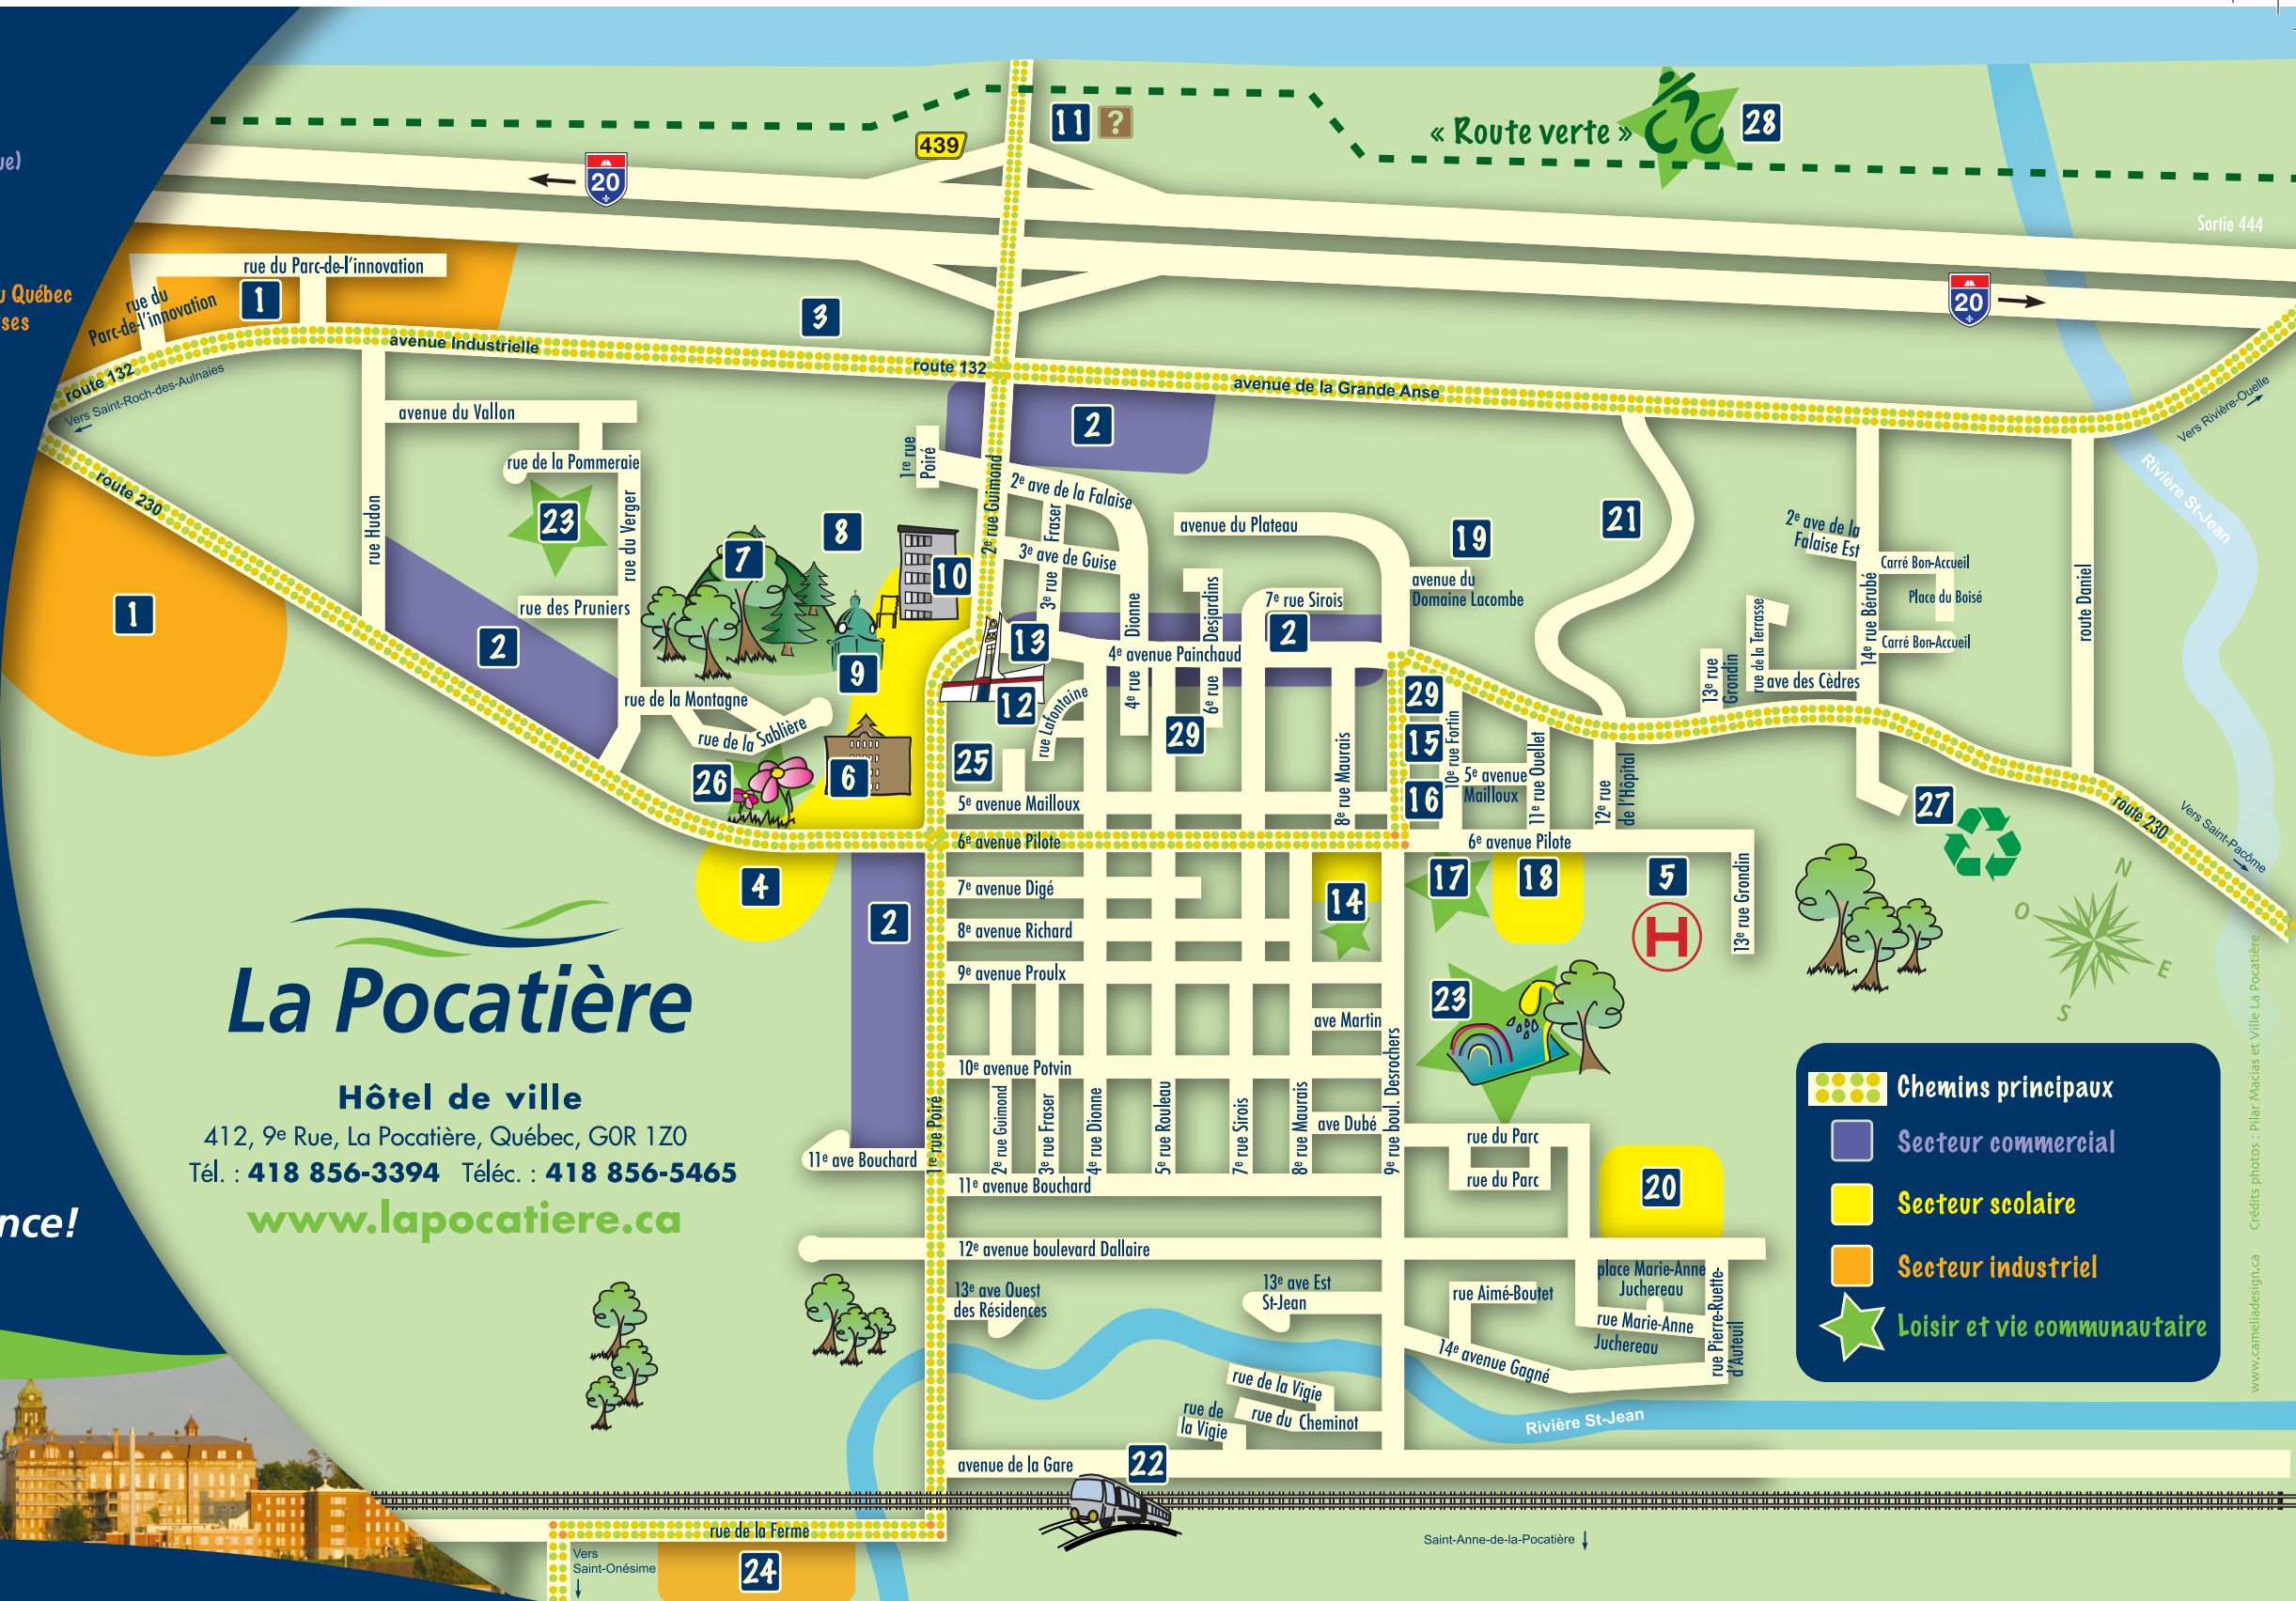 ue)
u Québec
ses
nce!
439
11
?
« Route verte »
28
20
Sortie 444
20
rue du Parc-de-l'innovation
rue du
Parc-de-l'innovation
1
3
avenue Industrielle
route 132
route 132
avenue de la Grande Anse
Vers Saint-Roch-des-Aulnaies
Vers Rivière-Ouelle
Rivière St-Jean
route 230
avenue du Vallon
rue de la Pommeraie
23
rue Hudon
rue du Verger
rue des Pruniers
1
2
1re rue
Poiré
2
2e rue Guimond
2e ave de la Falaise
3e rue Fraser
3e ave de Guise
avenue du Plateau
19
21
7
8
10
9
avenue du
Domaine Lacombe
7e rue Sirois
2
6e rue Desjardins
4e rue Dionne
4e avenue Painchaud
13
12
rue Lafontaine
2e ave de la
Falaise Est
Carré Bon-Accueil
Place du Boisé
Carré Bon-Accueil
14e rue Bérubé
route Daniel
rue de la Terrasse
13e rue
Grondin
ave des Cèdres
rue de la Montagne
rue de la Sablière
26
6
25
29
29
15
16
8e rue Maurais
10e rue Fortin
5e avenue
Mailloux
11e rue Ouellet
12e rue
de l'Hôpital
27
route 230
Vers Saint-Pacôme
5e avenue Mailloux
6e avenue Pilote
6e avenue Pilote
4
2
7e avenue Digé
14
17
18
5
H
13e rue Grondin
8e avenue Richard
9e avenue Proulx
23
ave Martin
N
O
E
S
10e avenue Potvin
1re rue Poiré
2e rue Guimond
3e rue Fraser
4e rue Dionne
5e rue Rouleau
7e rue Sirois
8e rue Maurais
ave Dubé
9e rue boul. Desrochers
rue du Parc
rue du Parc
20
11e ave Bouchard
11e avenue Bouchard
12e avenue boulevard Dallaire
13e ave Ouest
des Résidences
13e ave Est
St-Jean
rue Aimé-Boutet
place Marie-Anne
Juchereau
rue Marie-Anne
Juchereau
rue Pierre-Ruette-
d'Auteuil
14e avenue Gagné
rue de la Vigie
rue de
la Vigie
rue du Cheminot
Rivière St-Jean
avenue de la Gare
22
rue de la Ferme
Vers
Saint-Onésime
24
Saint-Anne-de-la-Pocatière
La Pocatière
Hôtel de ville
412, 9e Rue, La Pocatière, Québec, G0R 1Z0
Tél. : 418 856-3394 Téléc. : 418 856-5465
www.lapocatiere.ca
Chemins principaux
Secteur commercial
Secteur scolaire
Secteur industriel
Loisir et vie communautaire
www.cameliadesign.ca Crédits photos : Pilar Macias et Ville La Pocatière